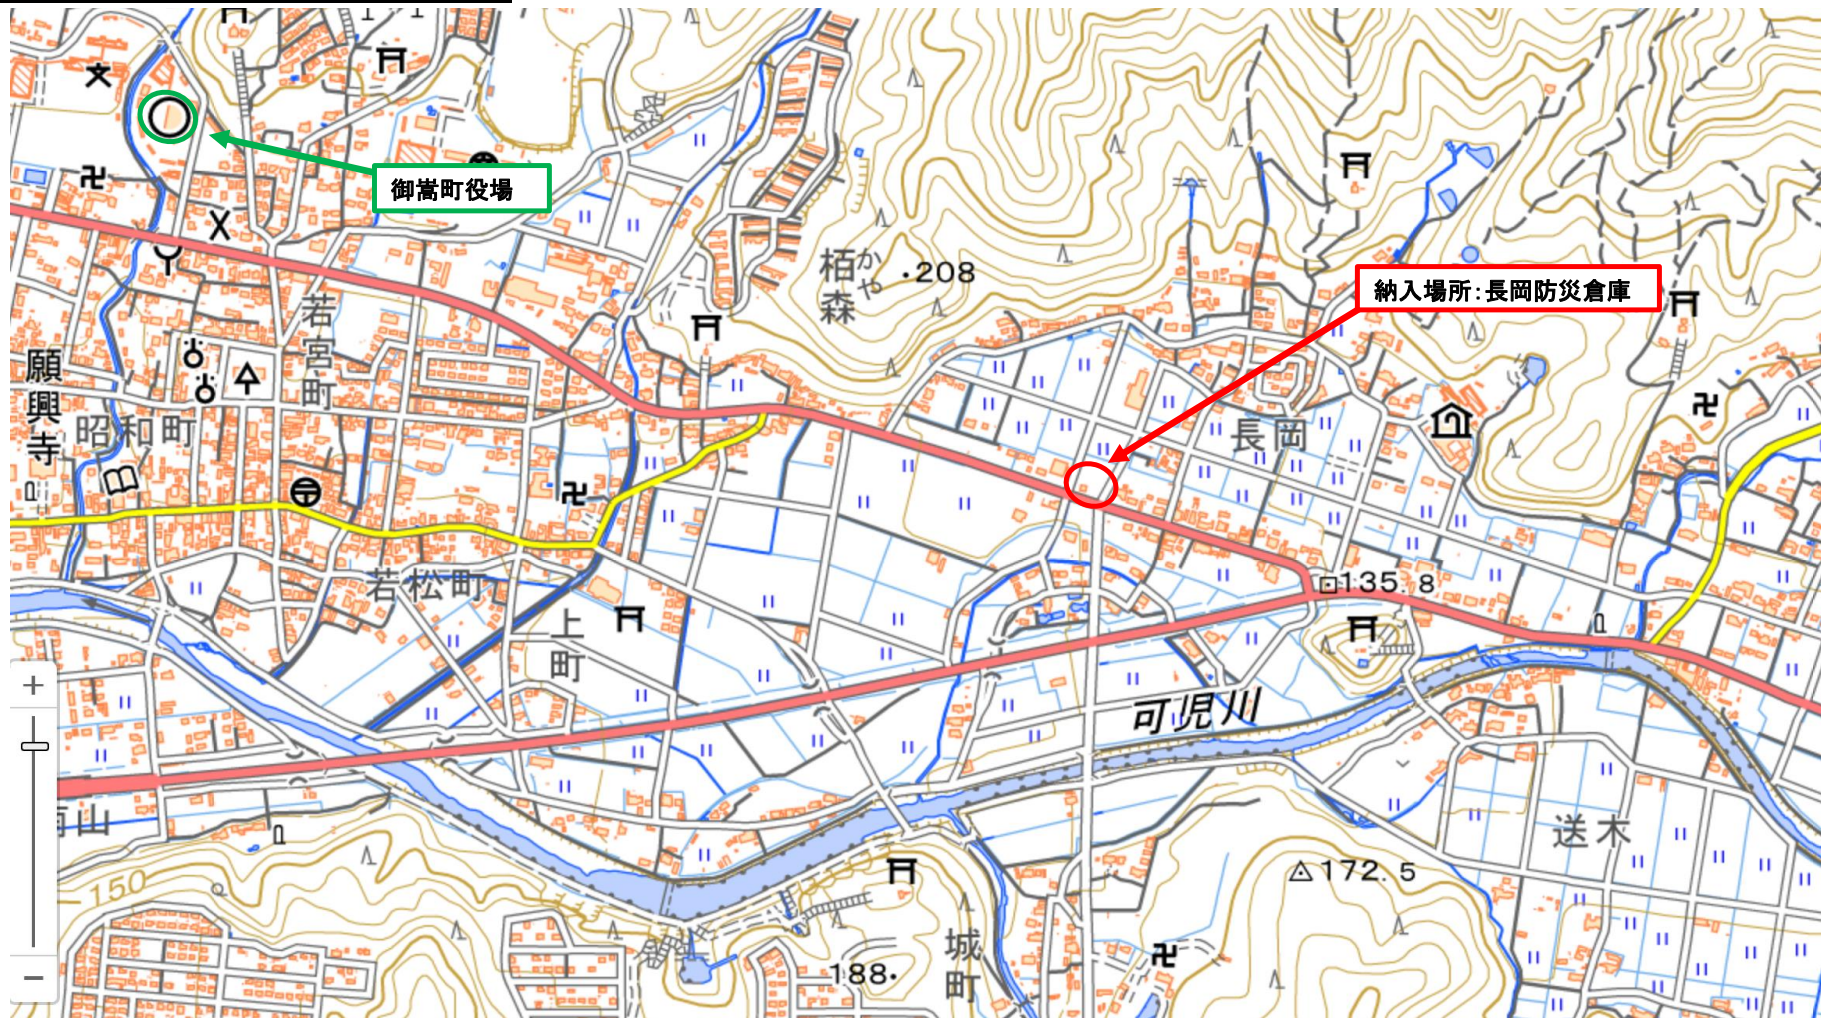 御嵩町役場
かや
栢森
・208
納入場所:長岡防災倉庫
若宮町
願興寺
昭和町
長岡
若松町
135.8
上町
可児川
山
送木
150
172.5
城町
188・
+
−